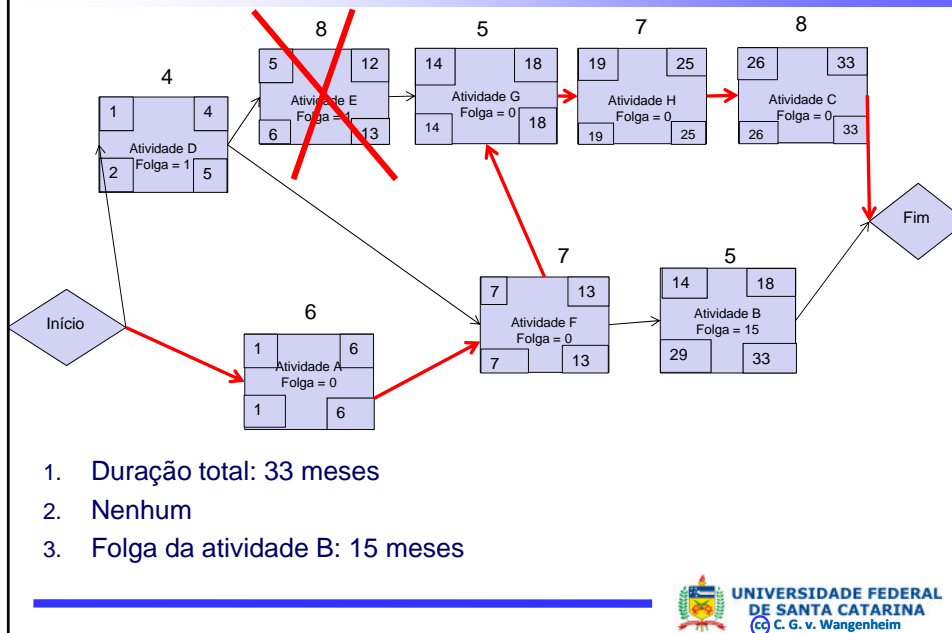 8
5 12
Atividade E
Folga = 1
6 13
5
14 18
Atividade G
Folga = 0
14 18
7
19 25
Atividade H
Folga = 0
19 25
8
26 33
Atividade C
Folga = 0
26 33
4
1 4
Atividade D
Folga = 1
2 5
Fim
Início
6
1 6
Atividade A
Folga = 0
1 6
7
7 13
Atividade F
Folga = 0
7 13
5
14 18
Atividade B
Folga = 15
29 33
1. Duração total: 33 meses
2. Nenhum
3. Folga da atividade B: 15 meses
UNIVERSIDADE FEDERAL
DE SANTA CATARINA
cc C. G. v. Wangenheim